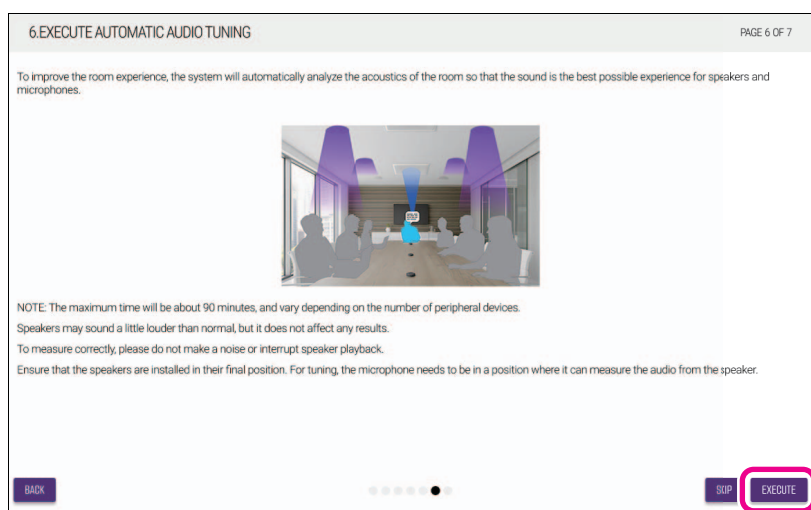 6.EXECUTE AUTOMATIC AUDIO TUNING
PAGE 6 OF 7
To improve the room experience, the system will automatically analyze the acoustics of the room so that the sound is the best possible experience for speakers and
microphones.
NOTE: The maximum time will be about 90 minutes, and vary depending on the number of peripheral devices.
Speakers may sound a little louder than normal, but it does not affect any results.
To measure correctly, please do not make a noise or interrupt speaker playback.
Ensure that the speakers are installed in their final position. For tuning, the microphone needs to be in a position where it can measure the audio from the speaker.
BACK
SKIP
EXECUTE